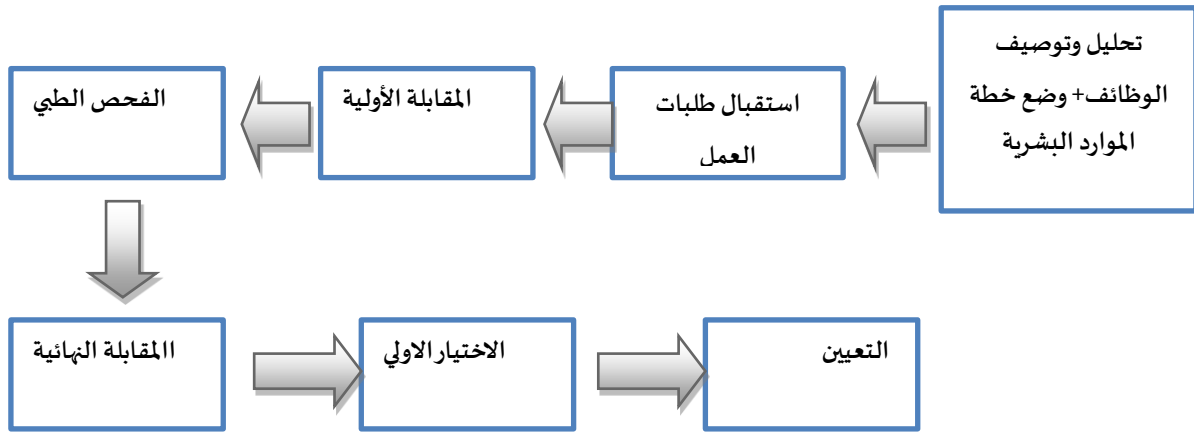 تحليل وتوصيف
الوظائف+ وضع خطة
الموارد البشرية
استقبال طلبات
العمل
المقابلة الأولية
الفحص الطبي
االمقابلة النهائية
الاختيار الاولي
التعيين